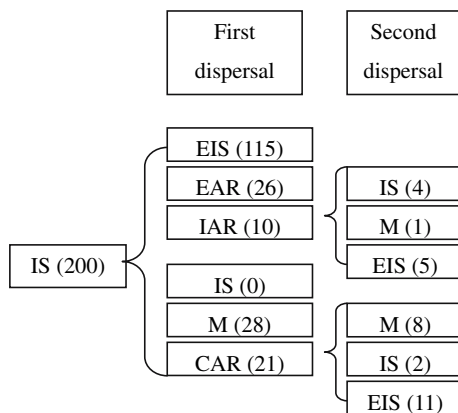 First
dispersal
Second
dispersal
IS (200)
EIS (115)
EAR (26)
IAR (10)
IS (0)
M (28)
CAR (21)
IS (4)
M (1)
EIS (5)
M (8)
IS (2)
EIS (11)